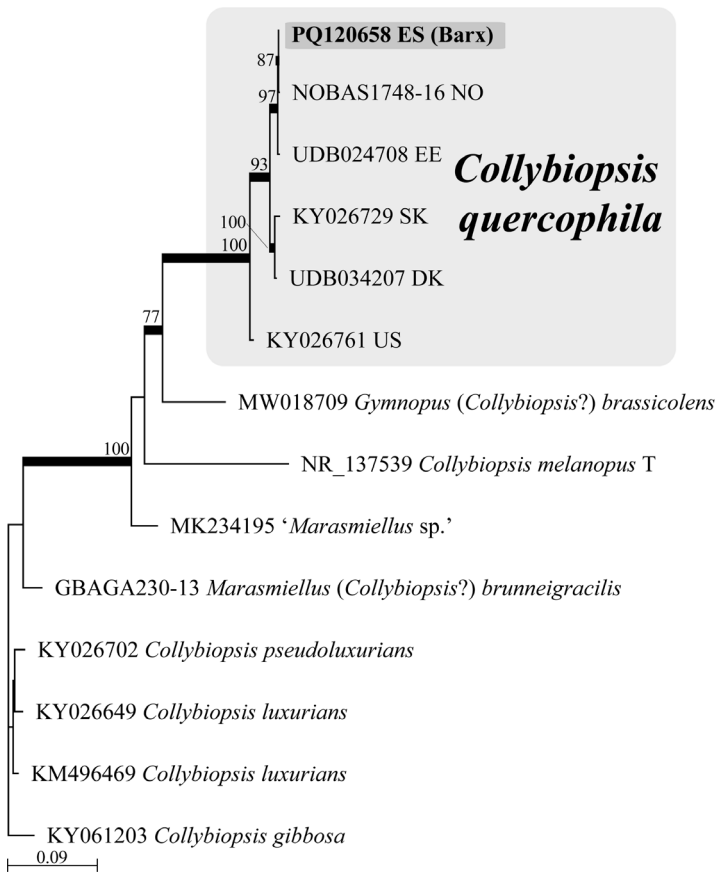 PQ120658 ES (Barx)
87
NOBAS1748-16 NO
97
UDB024708 EE
Collybiopsis
quercophila
93
KY026729 SK
100
100
UDB034207 DK
KY026761 US
77
MW018709 Gymnopus (Collybiopsis?) brassicolens
NR_137539 Collybiopsis melanopus T
100
MK234195 ‘Marasmiellus sp.’
GBAGA230-13 Marasmiellus (Collybiopsis?) brunneigracilis
KY026702 Collybiopsis pseudoluxurians
KY026649 Collybiopsis luxurians
KM496469 Collybiopsis luxurians
KY061203 Collybiopsis gibbosa
0.09